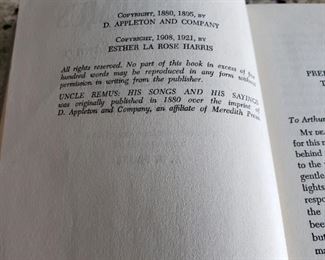 COPYRIGHT, 1880, 1895, BY
D. APPLETON AND COMPANY
COPYRIGHT, 1908, 1921, BY
ESTHER LA ROSE HARRIS
All rights reserved. No part of this book in excess of five
hundred words may be reproduced in any form without
permission in writing from the publisher.
UNCLE REMUS: HIS SONGS AND HIS SAYINGS
was originally published in 1880 over the imprint of
D. Appleton and Company, an affiliate of Meredith Press.
PRE
T
To Arthur
MY DEA
for this
behind
to the
gentle
lights
respo
the
bee
but
ma